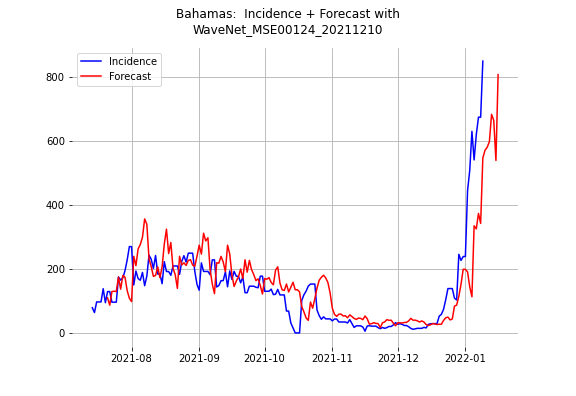 Bahamas:  Incidence + Forecast with
WaveNet_MSE00124_20211210
Incidence
Forecast
800
600
400
200
0
2021-08
2021-09
2021-10
2021-11
2021-12
2022-01